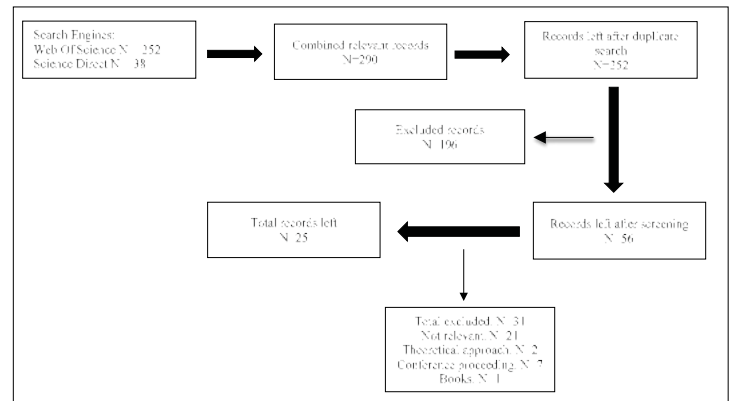 Search Engines:
Web Of Science N 252
Science Direct N 38
Combined relevant records
N=290
Records left after duplicate
search
N=252
Excluded records
N 196
Total records left
N 25
Records left after screening
N 56
Total excluded. N 31
Not relevant. N 21
Theoretical approach. N 2
Conference proceeding. N 7
Books. N 1